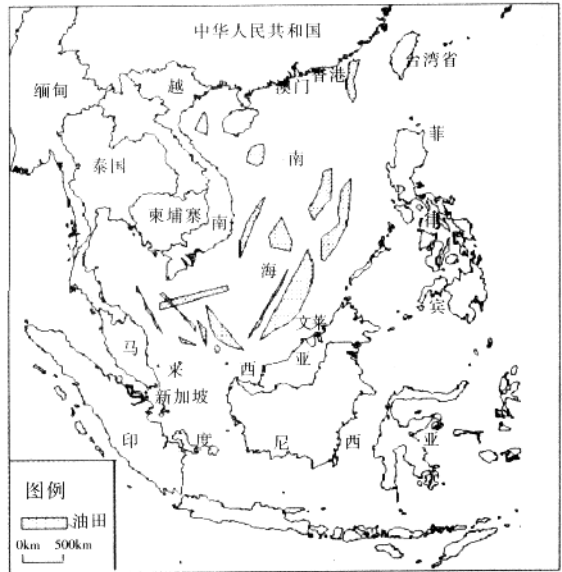 中华人民共和国
缅甸
越
澳门
香港
台湾省
泰国
南
菲
柬埔寨
南
律
海
宾
文莱
马
来
西
亚
新加坡
印
度
尼
西
亚
图例
油田
0km 500km